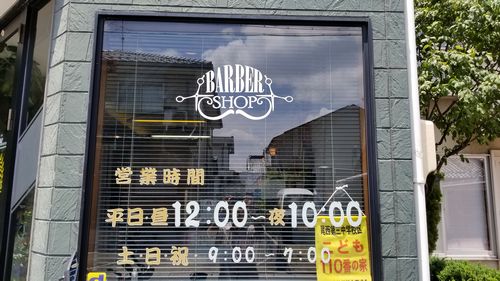 BARBER
SHOP
営業時間
平日昼12:00〜夜10:00
土・日・祝 9:00〜7:00
こども
110番の家